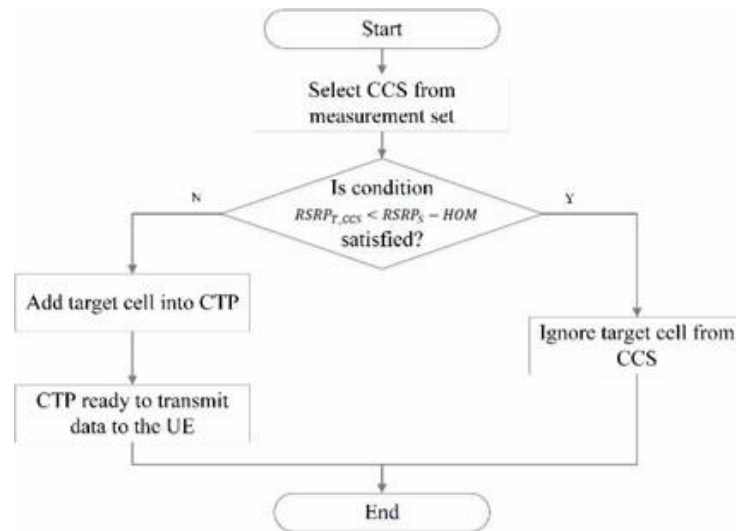 Start
Select CCS from
measurement set
Is condition
N
Y
RSRP_{T,CCS} < RSRP_S − HOM
satisfied?
Add target cell into CTP
Ignore target cell from
CCS
CTP ready to transmit
data to the UE
End